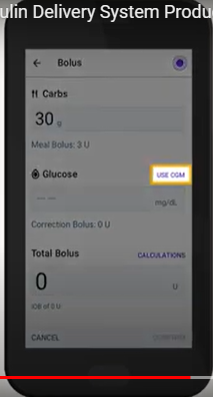 ulin Delivery System Produc
Bolus
Carbs
30 g
Meal Bolus: 3 U
Glucose USE CGM
--- mg/dL
Correction Bolus: 0 U
Total Bolus CALCULATIONS
0 U
IOB of 0 U
CANCEL CONFIRM